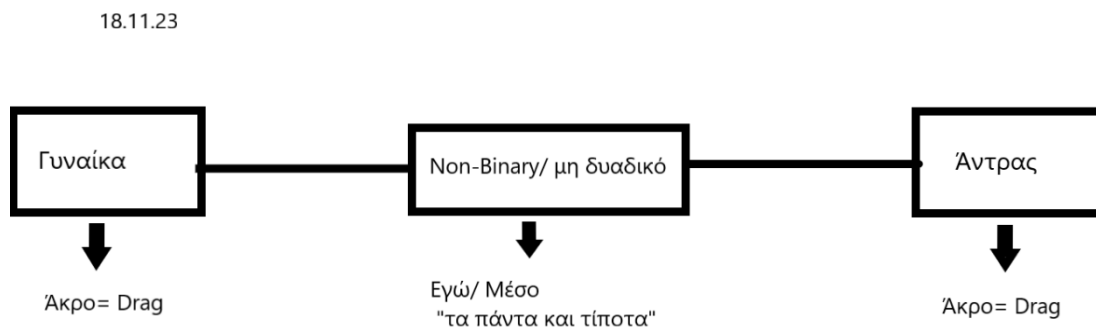 18.11.23
Γυναίκα
Non-Binary/ μη δυαδικό
Άντρας
Άκρο= Drag
Εγώ/ Μέσο
"τα πάντα και τίποτα"
Άκρο= Drag